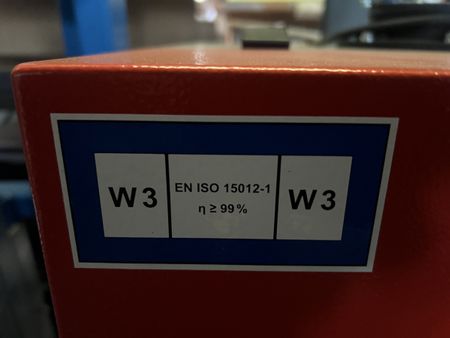 W3
EN ISO 15012-1
η ≥ 99%
W3